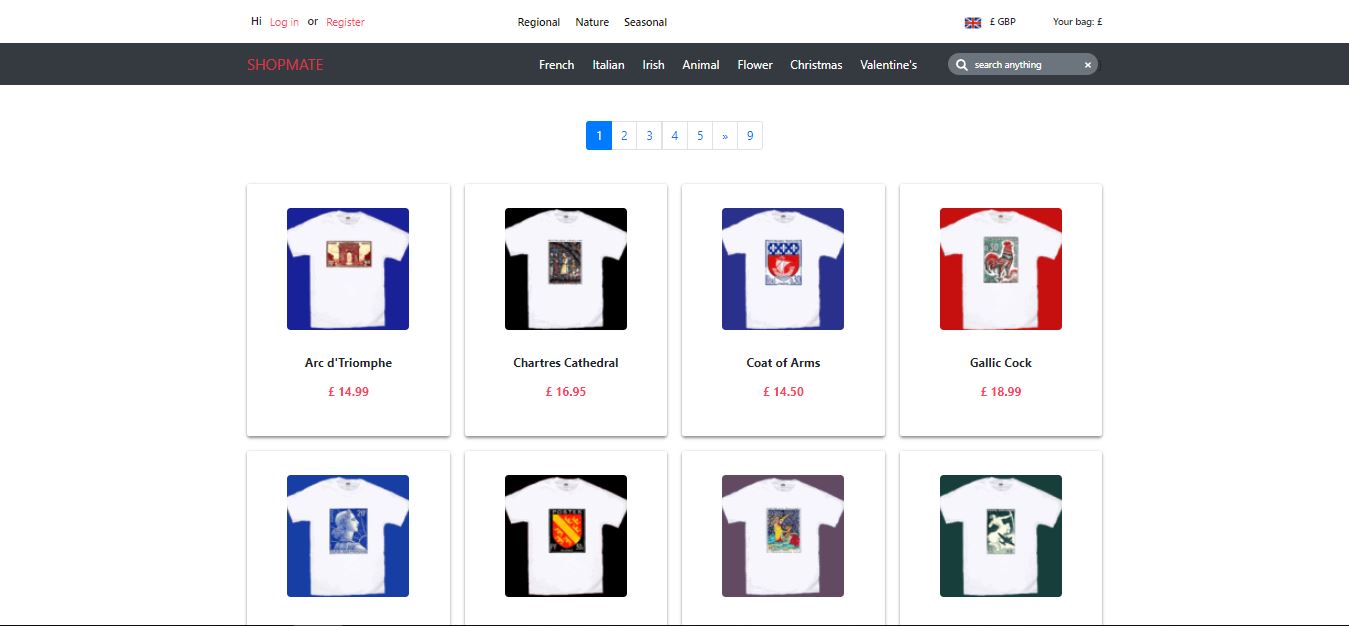 Hi Log in or Register Regional Nature Seasonal £ GBP Your bag: £
SHOPMATE French Italian Irish Animal Flower Christmas Valentine's search anything ×
1 2 3 4 5 » 9
Arc d'Triomphe Chartres Cathedral Coat of Arms Gallic Cock
£ 14.99 £ 16.95 £ 14.50 £ 18.99
20 POSTES